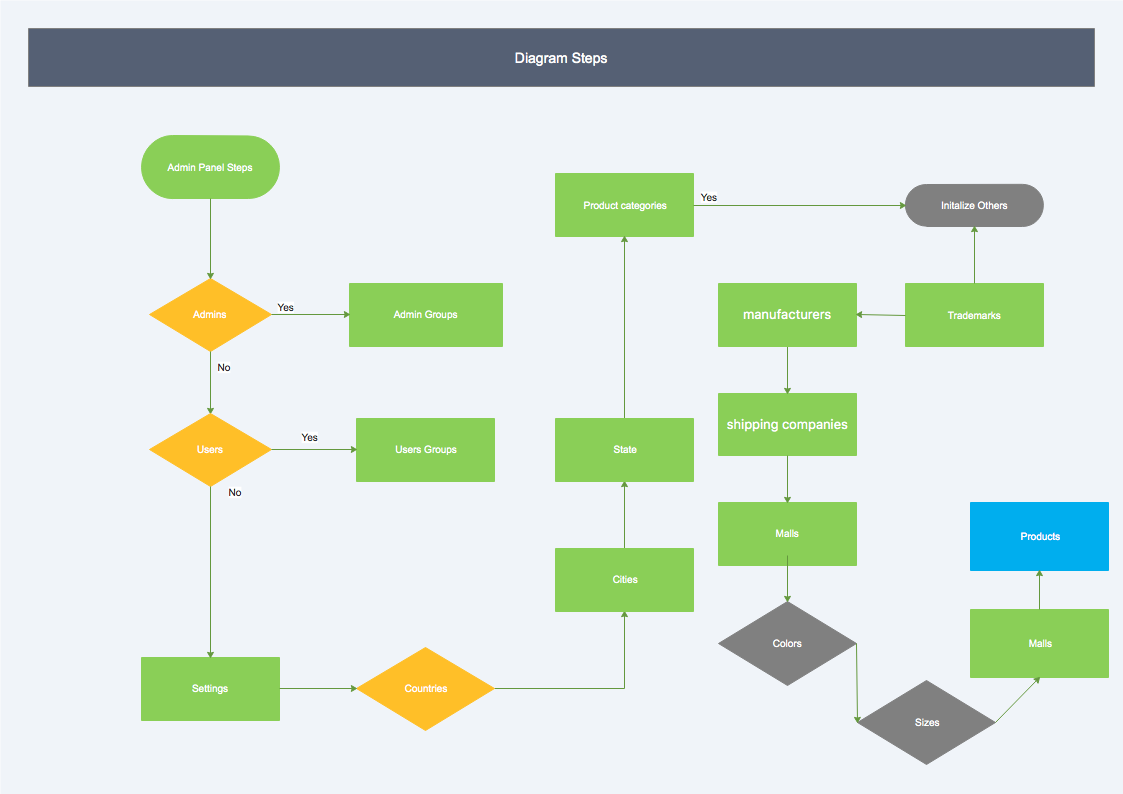 Diagram Steps
Admin Panel Steps
Admins
Yes
Admin Groups
No
Users
Yes
Users Groups
No
Settings
Countries
Cities
State
Product categories
Yes
Initalize Others
Trademarks
manufacturers
shipping companies
Malls
Colors
Sizes
Malls
Products